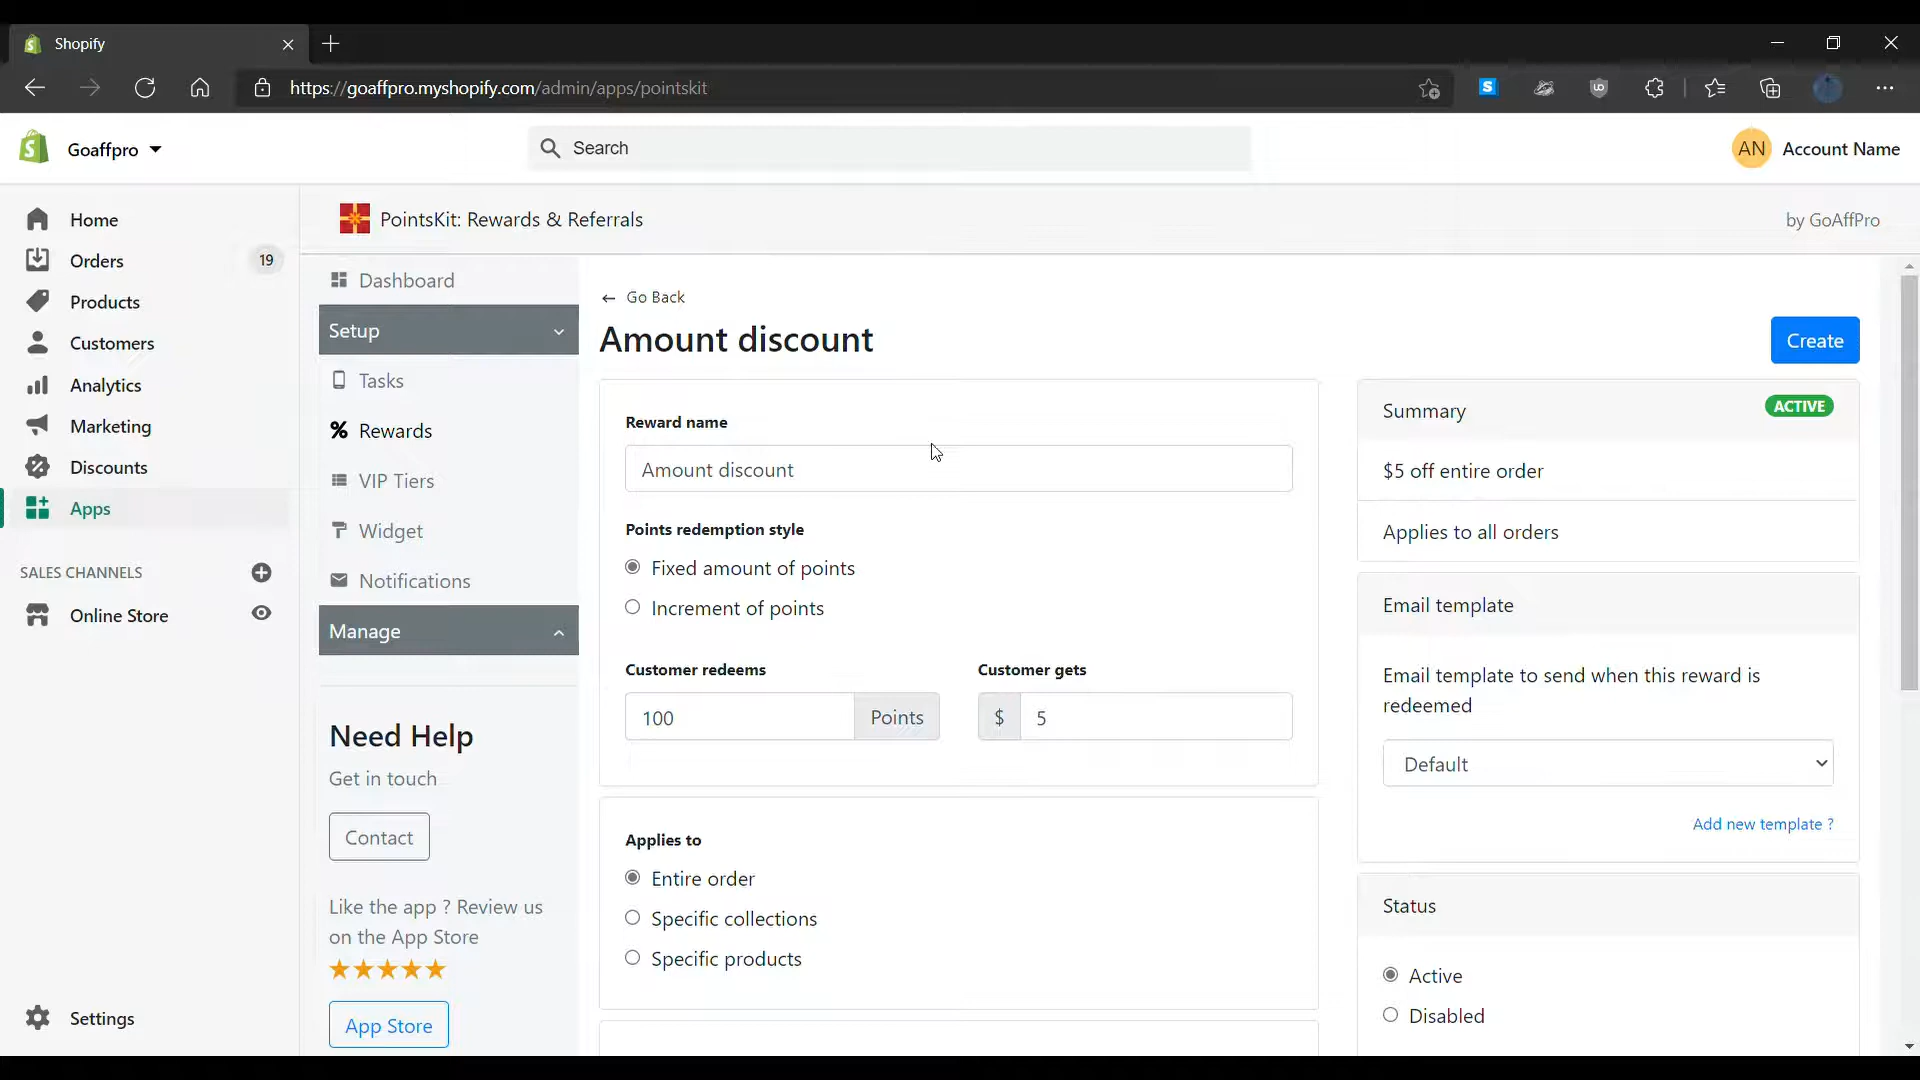 Shopify
https://goaffpro.myshopify.com/admin/apps/pointskit
Goaffpro
Search
AN Account Name
Home
Orders 19
Products
Customers
Analytics
Marketing
Discounts
Apps
SALES CHANNELS
Online Store
Settings
PointsKit: Rewards & Referrals
by GoAffPro
Dashboard
Setup
Tasks
Rewards
VIP Tiers
Widget
Notifications
Manage
Need Help
Get in touch
Contact
Like the app ? Review us
on the App Store
App Store
← Go Back
Amount discount
Create
Reward name
Amount discount
Points redemption style
Fixed amount of points
Increment of points
Customer redeems
100 Points
Customer gets
$ 5
Applies to
Entire order
Specific collections
Specific products
Summary ACTIVE
$5 off entire order
Applies to all orders
Email template
Email template to send when this reward is
redeemed
Default
Add new template ?
Status
Active
Disabled